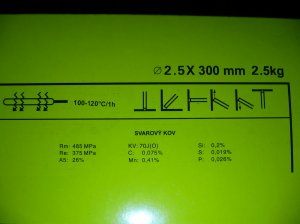 ⌀ 2.5X 300 mm 2.5kg
100-120°C/1h
SVAROVÝ KOV
Rm: 485 MPa KV: 70J(O) Si: 0,2%
Re: 375 MPa C: 0,075% S: 0,019%
A5: 26% Mn: 0,41% P: 0,026%